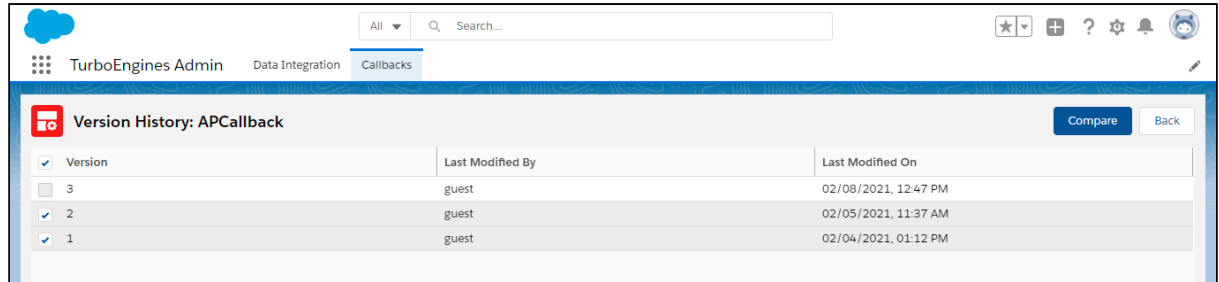 All Search...
TurboEngines Admin Data Integration Callbacks
Version History: APCallback Compare Back
Version Last Modified By Last Modified On
3 guest 02/08/2021, 12:47 PM
2 guest 02/05/2021, 11:37 AM
1 guest 02/04/2021, 01:12 PM